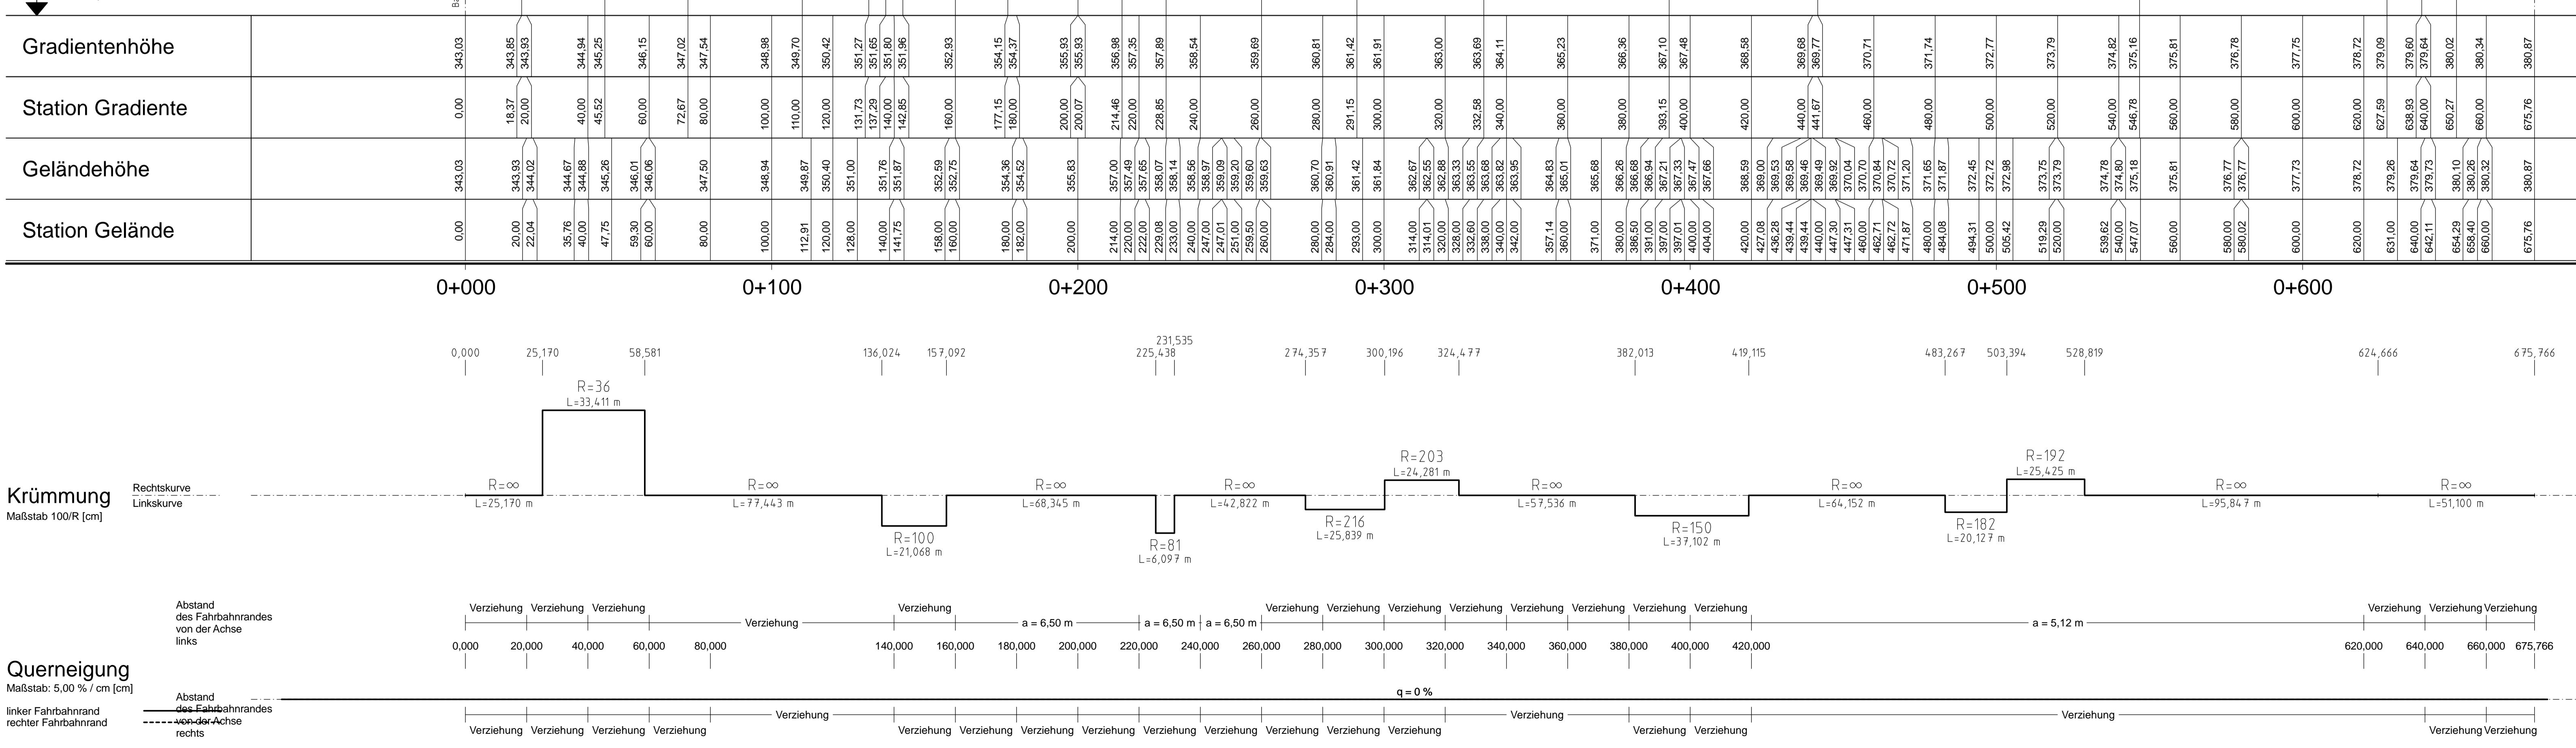 Gradientenhöhe 343,03 343,85 343,93 344,94 345,25 346,15 347,02 347,54 348,98 349,70 350,42 351,27 351,65 351,80 351,96 352,93 354,15 354,37 355,93 355,93 356,98 357,35 357,89 358,54 359,69 360,81 361,42 361,91 363,00 363,69 364,11 365,23 366,36 367,10 367,48 368,58 369,68 369,77 370,71 371,74 372,77 373,79 374,82 375,16 375,81 376,78 377,75 378,72 379,09 379,60 379,64 380,02 380,34 380,87
Station Gradiente 0,00 18,37 20,00 40,00 45,52 60,00 72,67 80,00 100,00 110,00 120,00 131,73 137,29 140,00 142,85 160,00 177,15 180,00 200,00 200,07 214,46 220,00 228,85 240,00 260,00 280,00 291,15 300,00 320,00 332,58 340,00 360,00 380,00 393,15 400,00 420,00 440,00 441,67 460,00 480,00 500,00 520,00 540,00 546,78 560,00 580,00 600,00 620,00 627,59 638,93 640,00 650,27 660,00 675,76
Geländehöhe 343,03 343,93 344,02 344,67 344,88 345,26 346,01 346,06 347,50 348,94 349,87 350,40 351,00 351,76 351,87 352,59 352,75 354,36 354,52 355,83 357,00 357,49 357,65 358,07 358,14 358,56 358,97 359,09 359,20 359,60 359,63 360,70 360,91 361,42 361,84 362,67 362,55 362,88 363,33 363,55 363,68 363,82 363,95 364,83 365,01 365,68 366,26 366,68 366,94 367,21 367,33 367,47 367,66 368,59 369,00 369,53 369,58 369,46 369,49 369,92 370,04 370,70 370,84 370,72 371,20 371,65 371,87 372,45 372,72 372,98 373,75 373,79 374,78 374,80 375,18 375,81 376,77 376,77 377,73 378,72 379,26 379,64 379,73 380,10 380,26 380,32 380,87
Station Gelände 0,00 20,00 22,04 35,76 40,00 47,75 59,30 60,00 80,00 100,00 112,91 120,00 128,00 140,00 141,75 158,00 160,00 180,00 182,00 200,00 214,00 220,00 222,00 229,08 233,00 240,00 247,00 247,01 251,00 259,50 260,00 280,00 284,00 293,00 300,00 314,00 314,01 320,00 328,00 332,60 338,00 340,00 342,00 357,14 360,00 371,00 380,00 386,50 391,00 397,00 397,01 400,00 404,00 420,00 427,08 436,28 439,44 439,44 440,00 447,30 447,31 460,00 462,71 462,72 471,87 480,00 484,08 494,31 500,00 505,42 519,29 520,00 539,62 540,00 547,07 560,00 580,00 580,02 600,00 620,00 631,00 640,00 642,11 654,29 658,40 660,00 675,76
0+000 0+100 0+200 0+300 0+400 0+500 0+600
231,535
0,000 25,170 58,581 136,024 157,092 225,438 274,357 300,196 324,477 382,013 419,115 483,267 503,394 528,819 624,666 675,766
R=36
L=33,411 m
R=203 R=192
L=24,281 m L=25,425 m
Krümmung
Maßstab 100/R [cm]
Rechtskurve
Linkskurve
R=∞ R=∞ R=∞ R=∞ R=∞ R=∞ R=∞ R=∞
L=25,170 m L=77,443 m L=68,345 m L=42,822 m L=57,536 m L=64,152 m L=95,847 m L=51,100 m
R=216 R=150 R=182
L=25,839 m L=37,102 m L=20,127 m
R=100 R=81
L=21,068 m L=6,097 m
Abstand
des Fahrbahnrandes
von der Achse
links
Verziehung Verziehung Verziehung Verziehung Verziehung Verziehung Verziehung Verziehung Verziehung Verziehung Verziehung Verziehung Verziehung Verziehung Verziehung
Verziehung a = 6,50 m a = 6,50 m a = 6,50 m a = 5,12 m
0,000 20,000 40,000 60,000 80,000 140,000 160,000 180,000 200,000 220,000 240,000 260,000 280,000 300,000 320,000 340,000 360,000 380,000 400,000 420,000 620,000 640,000 660,000 675,766
Querneigung
Maßstab: 5,00 % / cm [cm]
q = 0 %
linker Fahrbahnrand
rechter Fahrbahnrand
Abstand
des Fahrbahnrandes
von der Achse
rechts
Verziehung Verziehung Verziehung
Verziehung Verziehung Verziehung Verziehung Verziehung Verziehung Verziehung Verziehung Verziehung Verziehung Verziehung Verziehung Verziehung Verziehung Verziehung Verziehung Verziehung